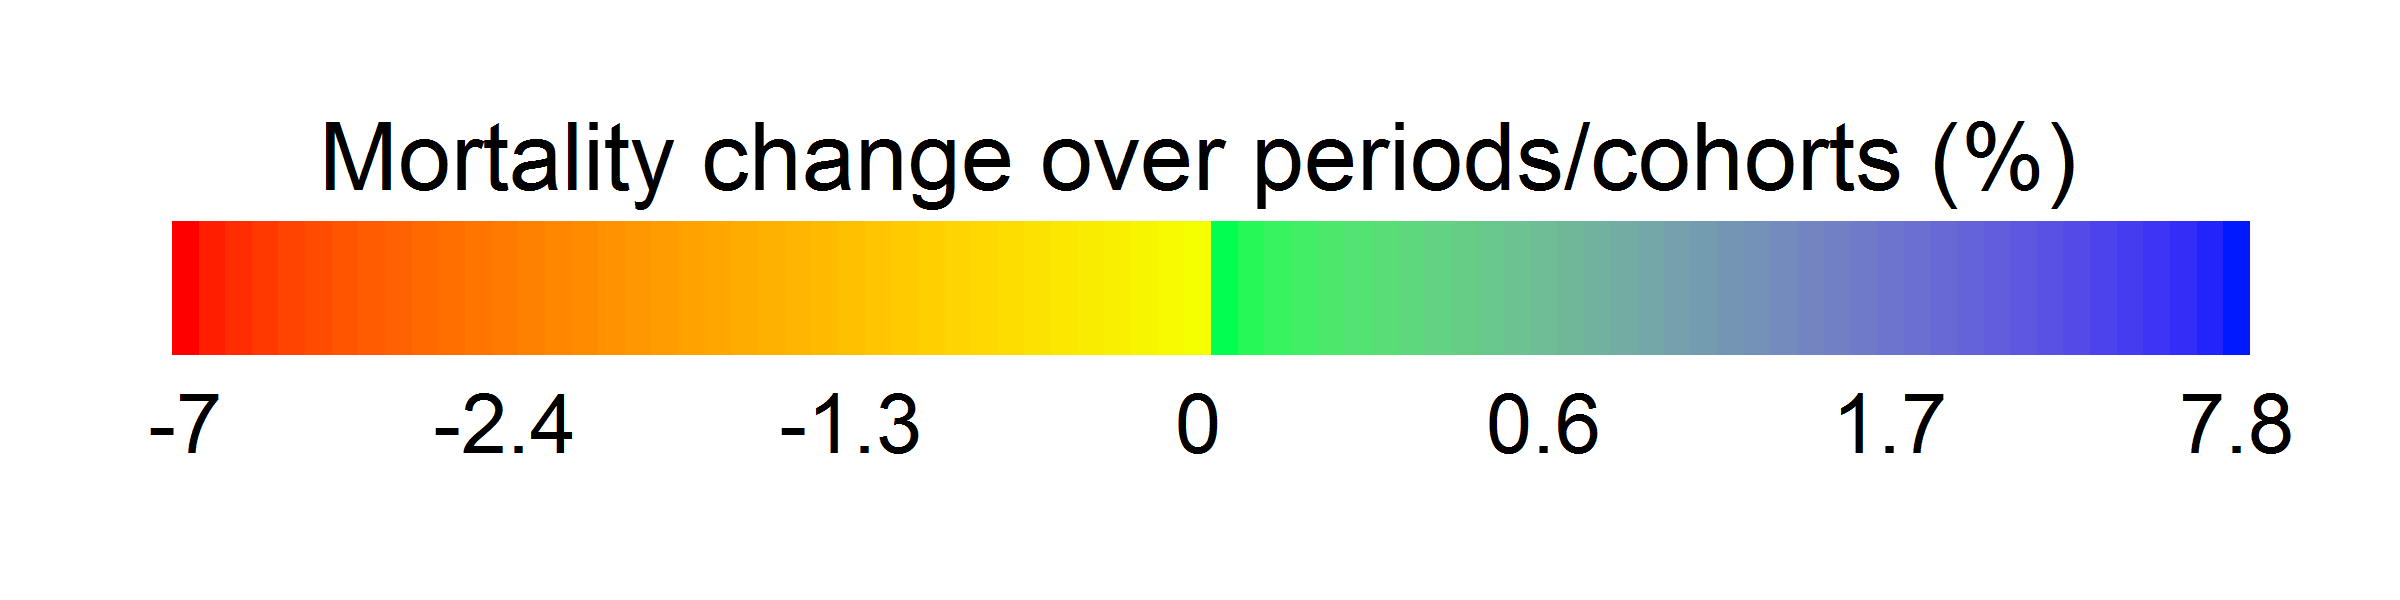 Mortality change over periods/cohorts (%)
-7 -2.4 -1.3 0 0.6 1.7 7.8